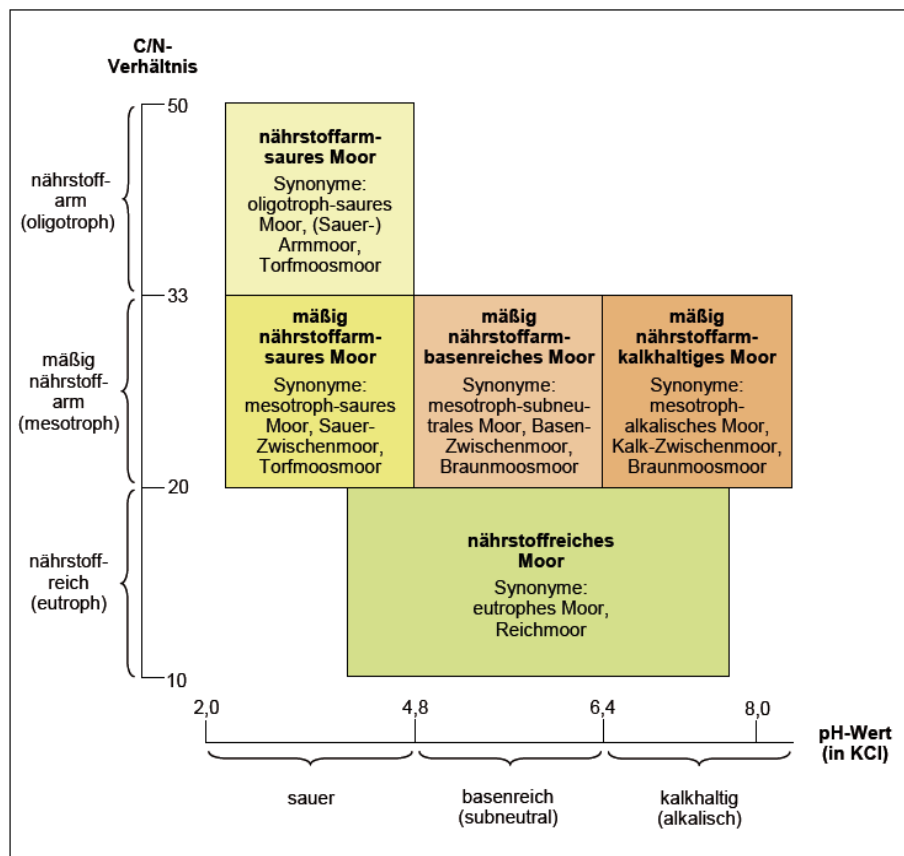 C/N-
Verhältnis
50
nährstoff-
arm
(oligotroph)
nährstoffarm-
saures Moor
Synonyme:
oligotroph-saures
Moor, (Sauer-)
Armmoor,
Torfmoosmoor
33
mäßig
nährstoff-
arm
(mesotroph)
mäßig
nährstoffarm-
saures Moor
Synonyme:
mesotroph-saures
Moor, Sauer-
Zwischenmoor,
Torfmoosmoor
mäßig
nährstoffarm-
basenreiches Moor
Synonyme:
mesotroph-subneu-
trales Moor, Basen-
Zwischenmoor,
Braunmoosmoor
mäßig
nährstoffarm-
kalkhaltiges Moor
Synonyme:
mesotroph-
alkalisches Moor,
Kalk-Zwischenmoor,
Braunmoosmoor
20
nährstoff-
reich
(eutroph)
nährstoffreiches
Moor
Synonyme:
eutrophes Moor,
Reichmoor
10
2,0
4,8
6,4
8,0
pH-Wert
(in KCl)
sauer
basenreich
(subneutral)
kalkhaltig
(alkalisch)